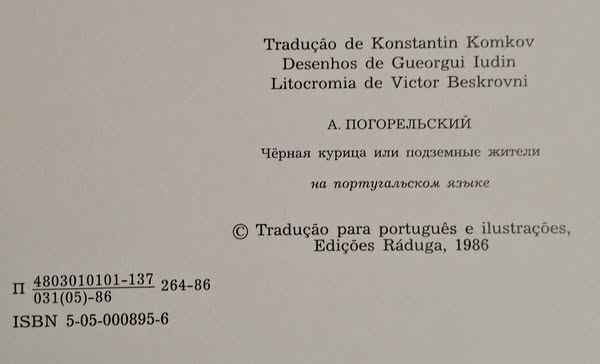 Tradução de Konstantin Komkov
Desenhos de Gueorgui Iudin
Litocromia de Victor Beskrovni
А. ПОГОРЕЛЬСКИЙ
Чёрная курица или подземные жители
на португальском языке
© Tradução para português e ilustrações,
Edições Ráduga, 1986
П 4803010101-137 264-86
031(05)-86
ISBN 5-05-000895-6